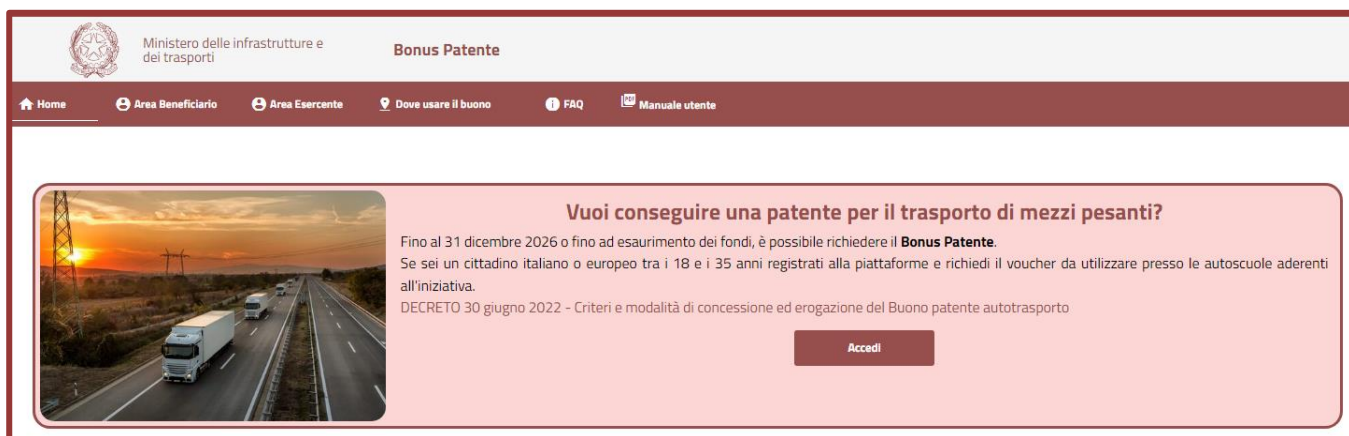 Ministero delle infrastrutture e
dei trasporti
Bonus Patente
Home
Area Beneficiario
Area Esercente
Dove usare il buono
FAQ
PDF
Manuale utente
Vuoi conseguire una patente per il trasporto di mezzi pesanti?
Fino al 31 dicembre 2026 o fino ad esaurimento dei fondi, è possibile richiedere il Bonus Patente.
Se sei un cittadino italiano o europeo tra i 18 e i 35 anni registrati alla piattaforme e richiedi il voucher da utilizzare presso le autoscuole aderenti
all'iniziativa.
DECRETO 30 giugno 2022 - Criteri e modalità di concessione ed erogazione del Buono patente autotrasporto
Accedi